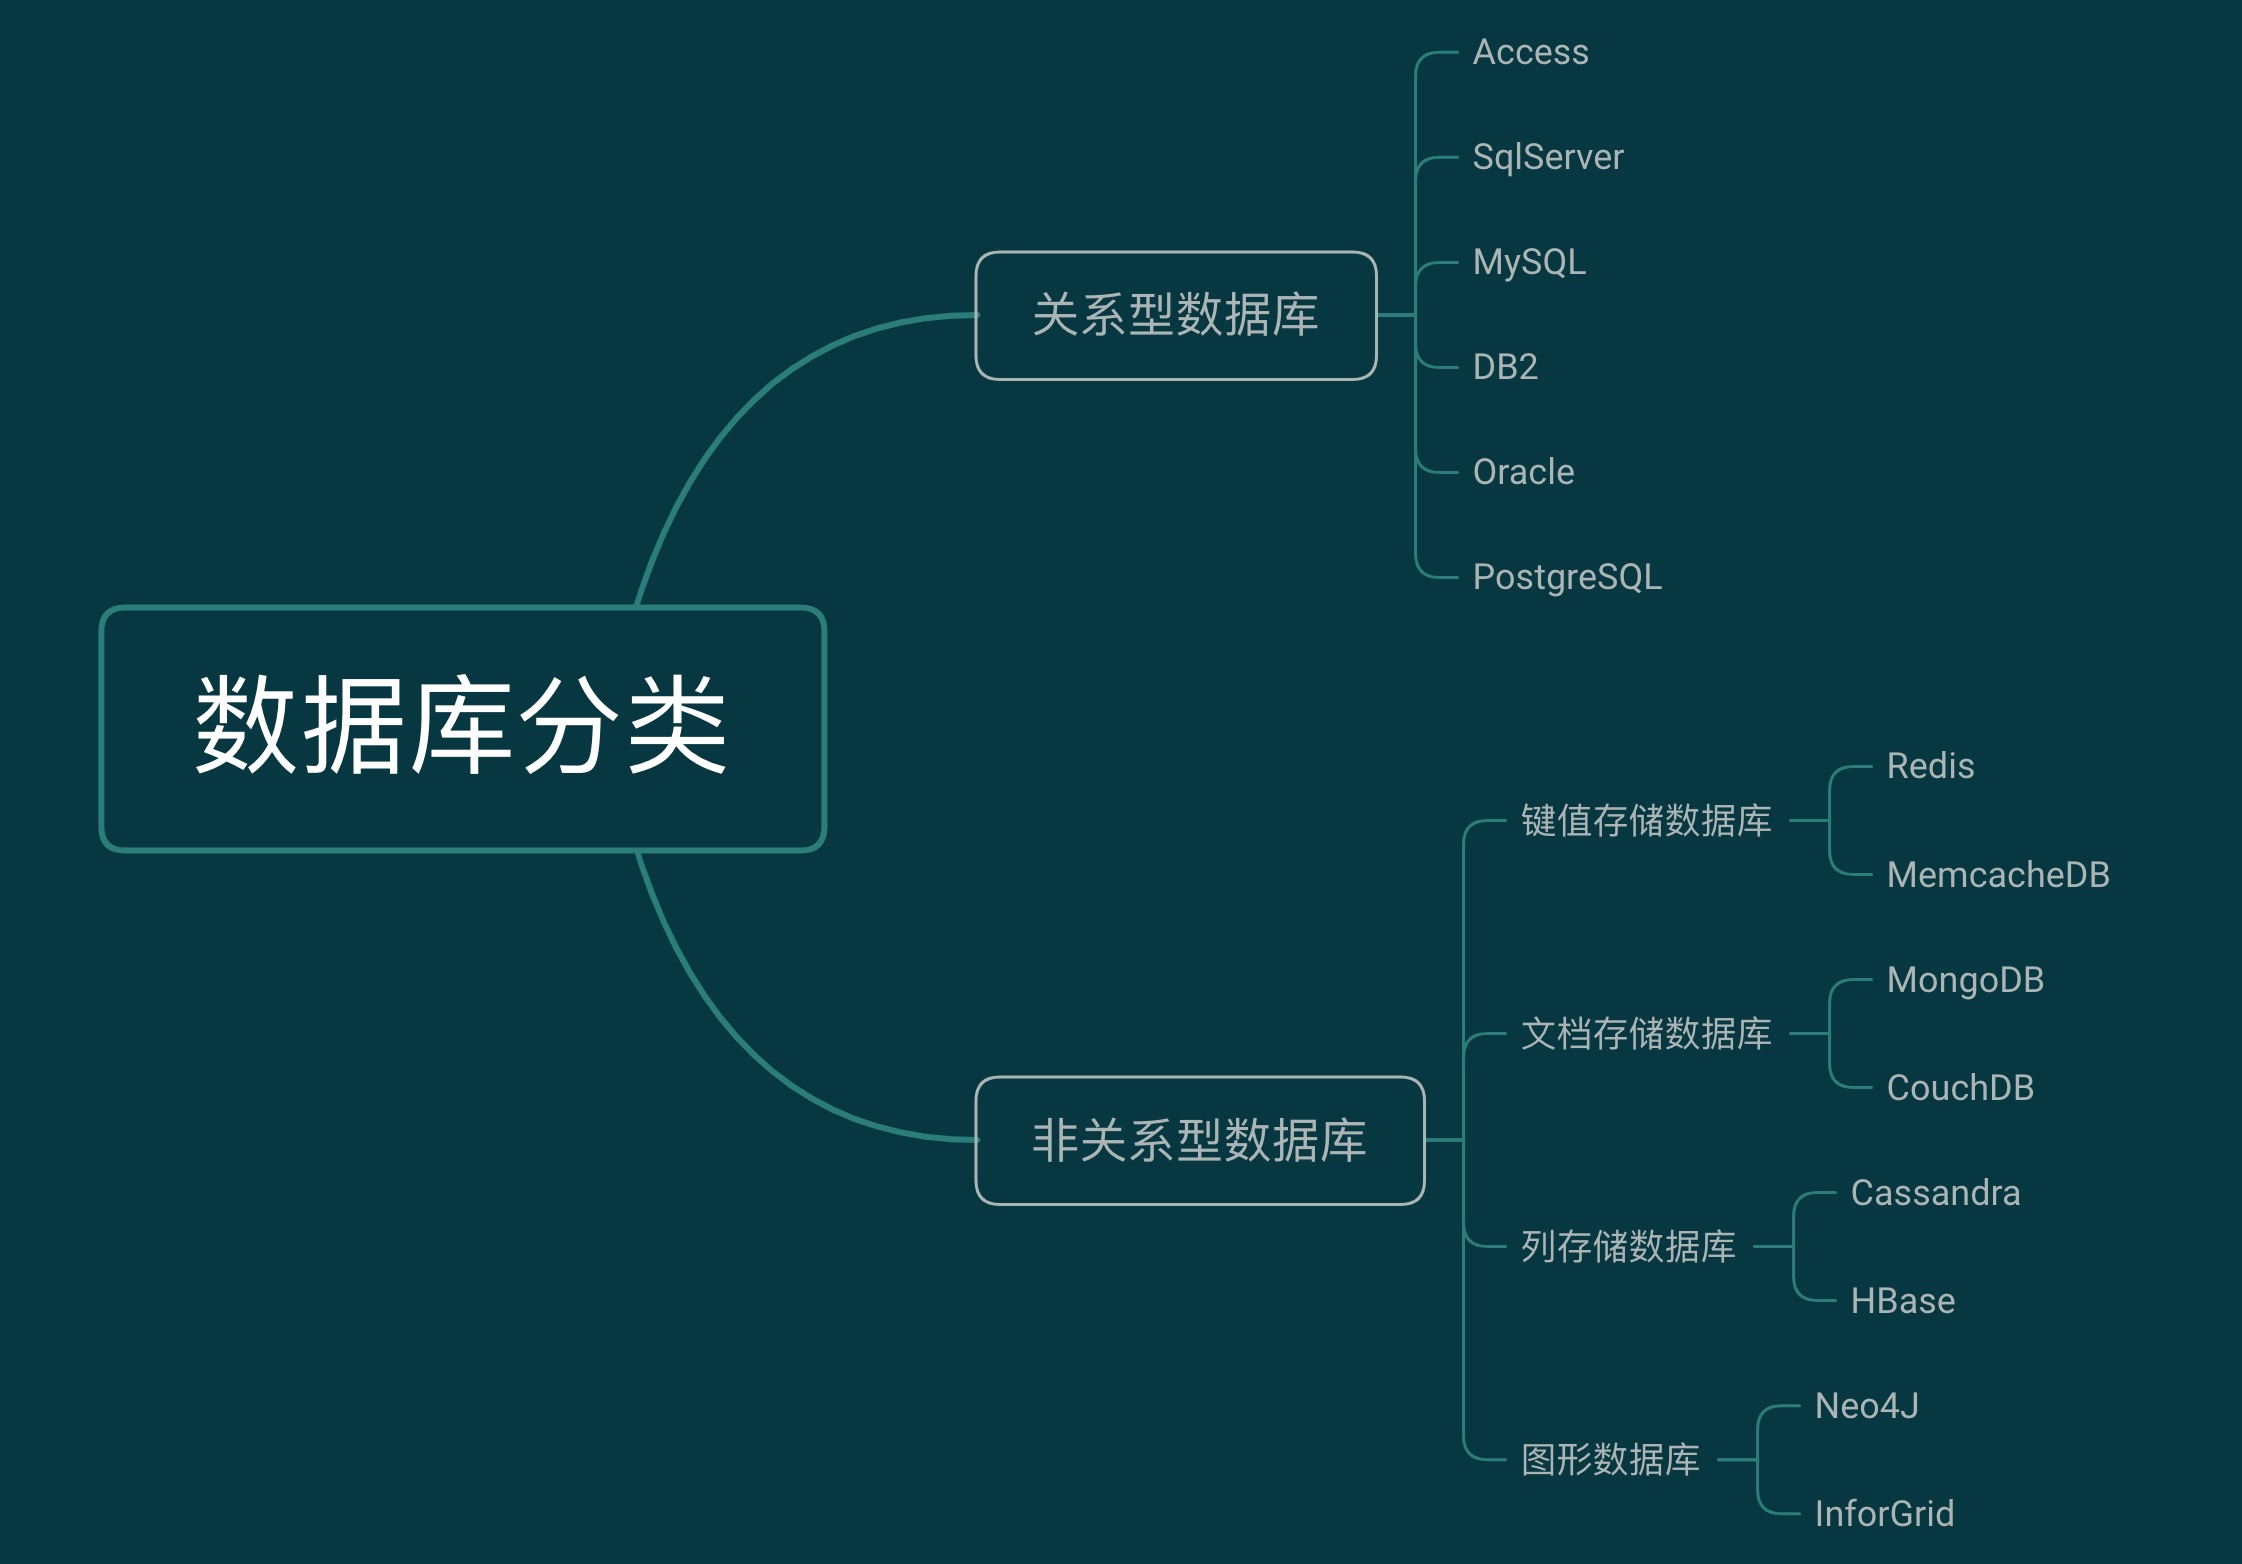 数据库分类
关系型数据库
Access
SqlServer
MySQL
DB2
Oracle
PostgreSQL
非关系型数据库
键值存储数据库
Redis
MemcacheDB
文档存储数据库
MongoDB
CouchDB
列存储数据库
Cassandra
HBase
图形数据库
Neo4J
InforGrid